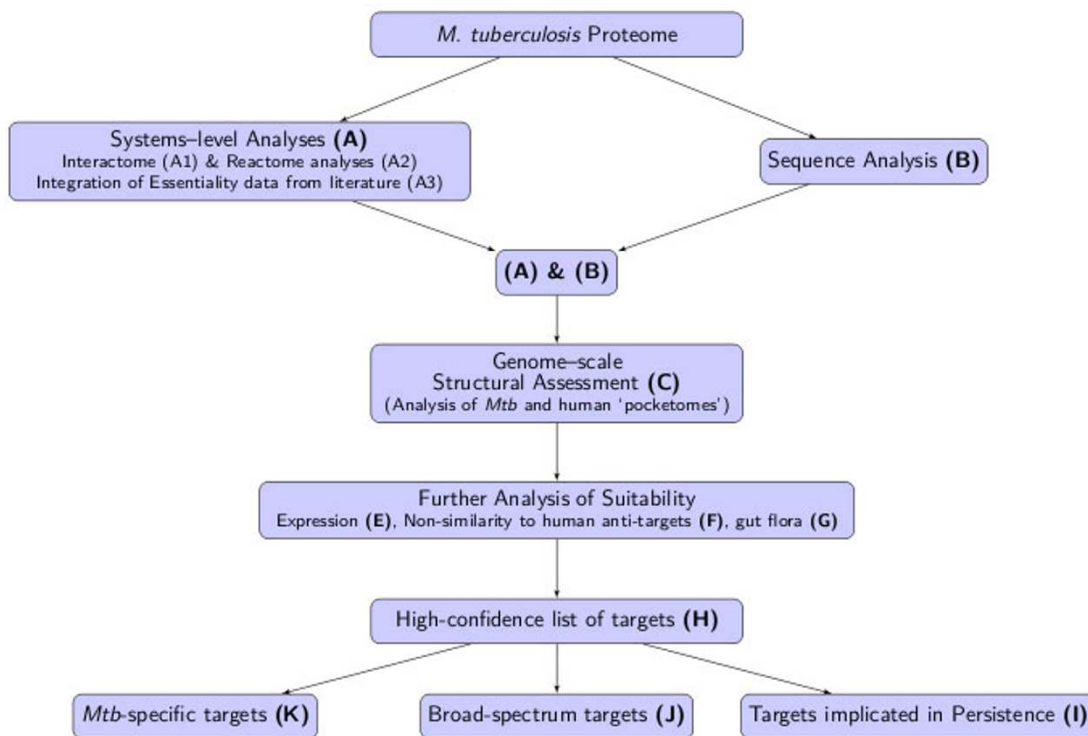 M. tuberculosis Proteome
Systems–level Analyses (A)
Interactome (A1) & Reactome analyses (A2)
Integration of Essentiality data from literature (A3)
Sequence Analysis (B)
(A) & (B)
Genome–scale
Structural Assessment (C)
(Analysis of Mtb and human ‘pocketomes’)
Further Analysis of Suitability
Expression (E), Non-similarity to human anti-targets (F), gut flora (G)
High-confidence list of targets (H)
Mtb-specific targets (K)
Broad-spectrum targets (J)
Targets implicated in Persistence (I)